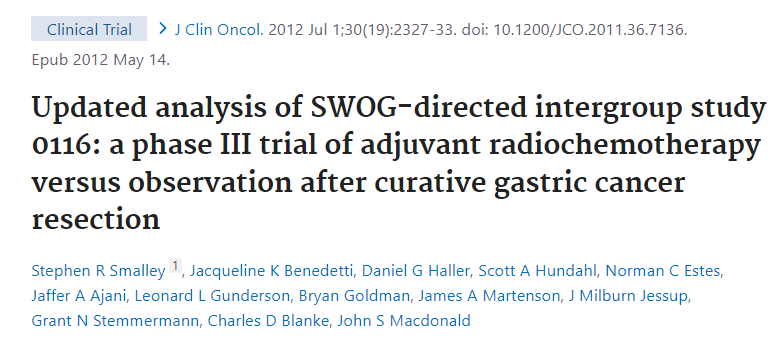 Clinical Trial > J Clin Oncol. 2012 Jul 1;30(19):2327-33. doi: 10.1200/JCO.2011.36.7136.
Epub 2012 May 14.
Updated analysis of SWOG-directed intergroup study
0116: a phase III trial of adjuvant radiochemotherapy
versus observation after curative gastric cancer
resection
Stephen R Smalley 1, Jacqueline K Benedetti, Daniel G Haller, Scott A Hundahl, Norman C Estes,
Jaffer A Ajani, Leonard L Gunderson, Bryan Goldman, James A Martenson, J Milburn Jessup,
Grant N Stemmermann, Charles D Blanke, John S Macdonald